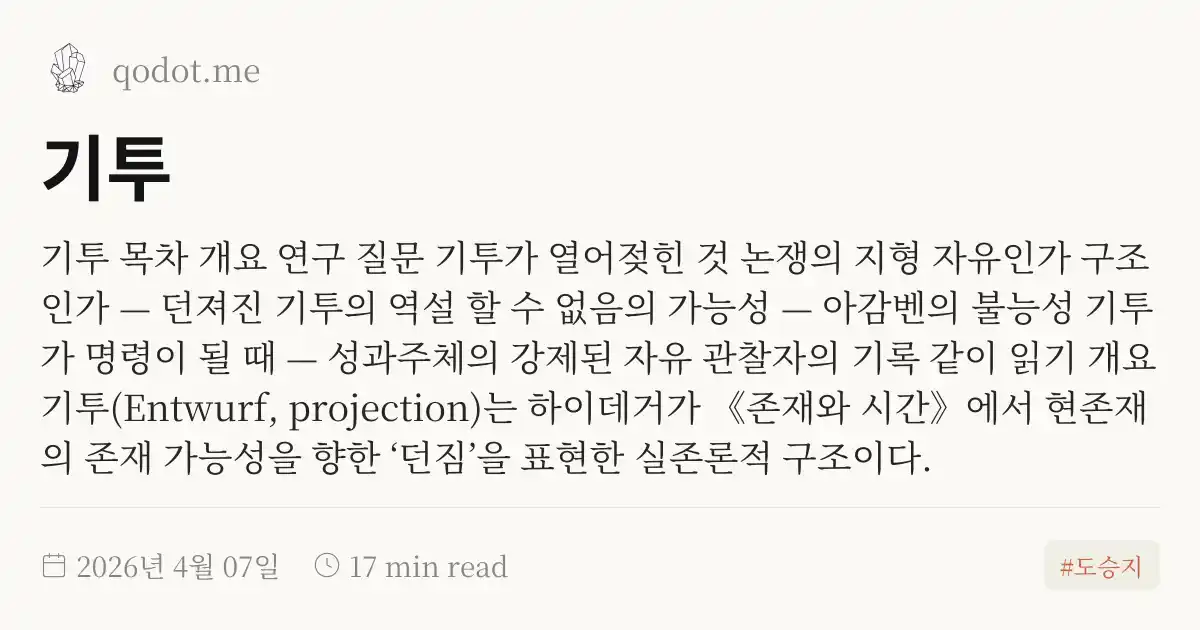 qodot.me
기투
기투 목차 개요 연구 질문 기투가 열어젖힌 것 논쟁의 지형 자유인가 구조
인가 — 던져진 기투의 역설 할 수 없음의 가능성 — 아감벤의 불능성 기투
가 명령이 될 때 — 성과주체의 강제된 자유 관찰자의 기록 같이 읽기 개요
기투(Entwurf, projection)는 하이데거가 《존재와 시간》에서 현존재
의 존재 가능성을 향한 ‘던짐’을 표현한 실존론적 구조이다.
2026년 4월 07일 17 min read
#도승지